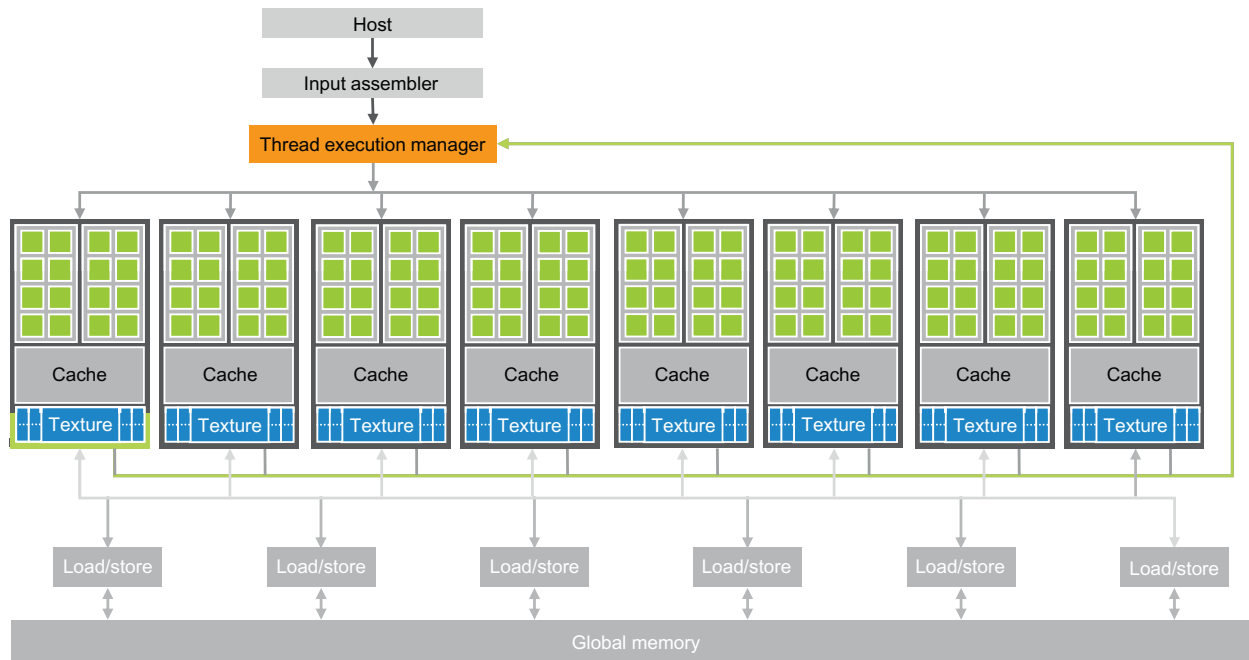 Host
Input assembler
Thread execution manager
Cache
Cache
Cache
Cache
Cache
Cache
Cache
Cache
Texture
Texture
Texture
Texture
Texture
Texture
Texture
Texture
Load/store
Load/store
Load/store
Load/store
Load/store
Load/store
Global memory